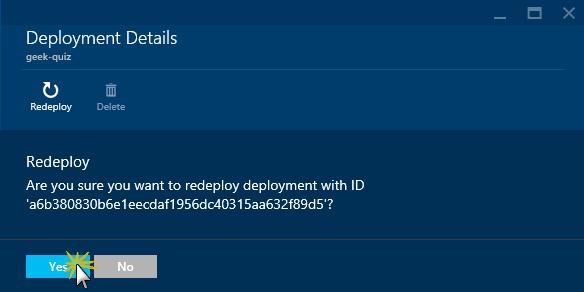 Deployment Details
geek-quiz
Redeploy Delete
Redeploy
Are you sure you want to redeploy deployment with ID
'a6b380830b6e1eecdaf1956dc40315aa632f89d5'?
Yes No